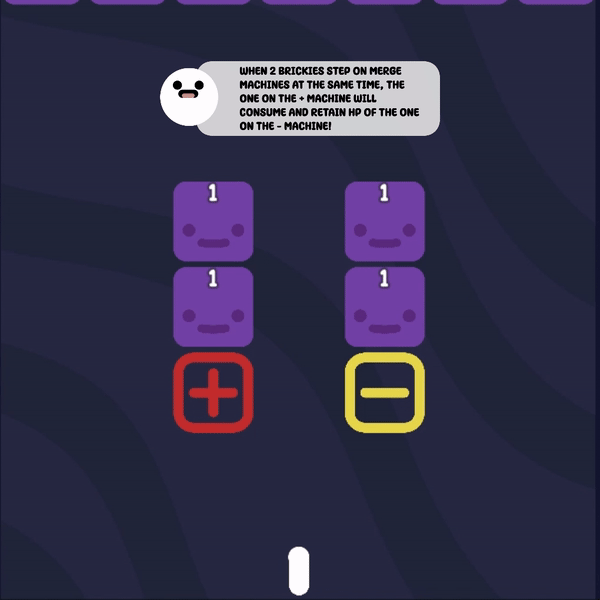 WHEN 2 BRICKIES STEP ON MERGE
MACHINES AT THE SAME TIME, THE
ONE ON THE + MACHINE WILL
CONSUME AND RETAIN HP OF THE ONE
ON THE - MACHINE!
1 1
1 1
+ -